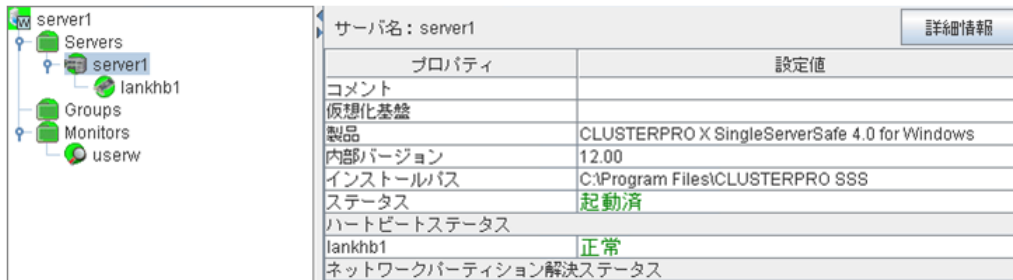 server1
Servers
server1
lankhb1
Groups
Monitors
userw
サーバ名 : server1
詳細情報
プロパティ 設定値
コメント
仮想化基盤
製品 CLUSTERPRO X SingleServerSafe 4.0 for Windows
内部バージョン 12.00
インストールパス C:\Program Files\CLUSTERPRO SSS
ステータス 起動済
ハートビートステータス
lankhb1 正常
ネットワークパーティション解決ステータス